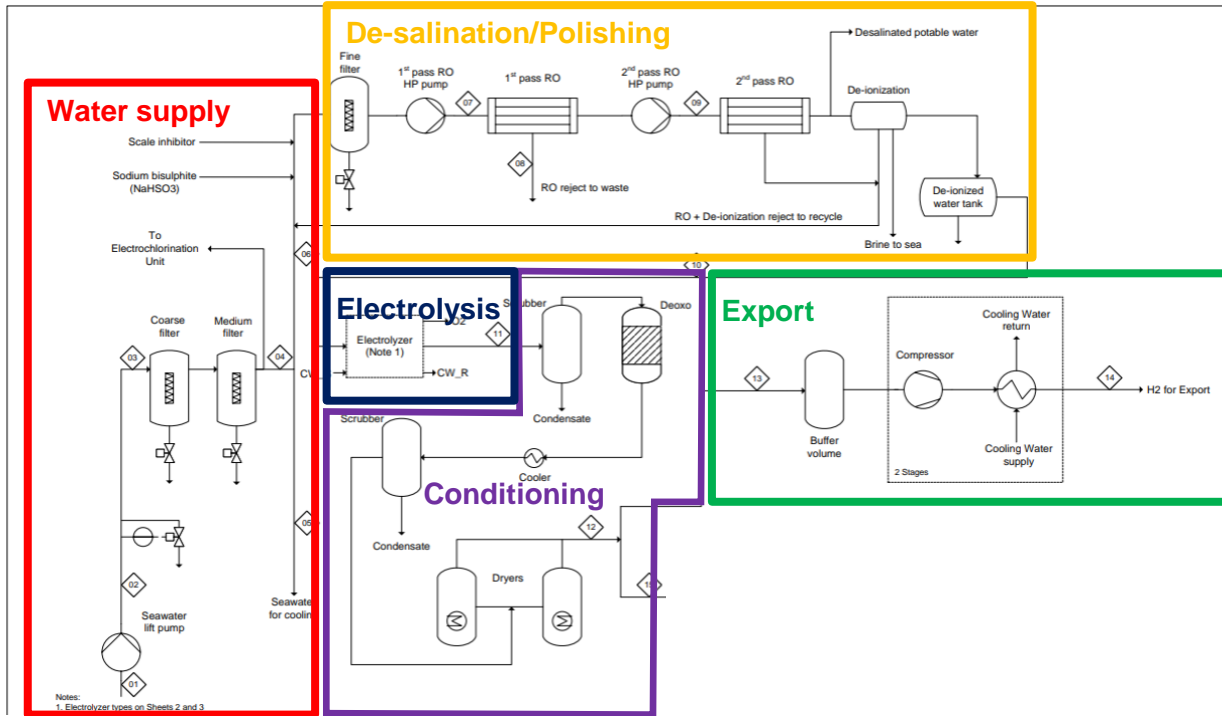 De-salination/Polishing
Desalinated potable water
Fine
filter
1st pass RO
HP pump
1st pass RO
2nd pass RO
HP pump
2nd pass RO
De-ionization
07
09
08
RO reject to waste
De-ionized
water tank
RO + De-ionization reject to recycle
Brine to sea
10
Water supply
Scale inhibitor
Sodium bisulphite
(NaHSO3)
To
Electrochlorination
Unit
06
Coarse
filter
Medium
filter
03
04
05
02
Seawater
lift pump
Seawater
for coolin
01
Notes:
1. Electrolyzer types on Sheets 2 and 3
Electrolysis
O2
Electrolyzer
(Note 1)
11
CW
CW_R
Scrubber
Deoxo
Condensate
Scrubber
Cooler
Conditioning
Condensate
12
Dryers
15
Export
Cooling Water
return
Compressor
13
14
H2 for Export
Buffer
volume
Cooling Water
supply
2 Stages